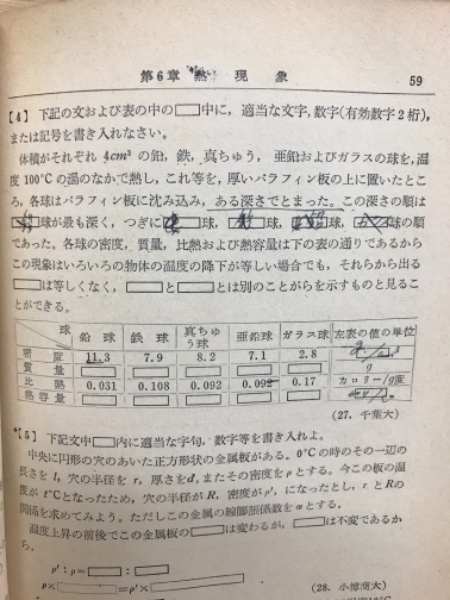 第6章 熱現象 59
【4】 下記の文および表の中の□中に，適当な文字，数字(有効数字2桁)，
または記号を書き入れなさい。
体積がそれぞれ 4cm³ の鉛，鉄，真ちゅう，亜鉛およびガラスの球を，温
度 100°C の湯のなかで熱し，これ等を，厚いパラフィン板の上に置いたとこ
ろ，各球はパラフィン板に沈み込み，ある深さでとまった。この深さの順は
□球が最も深く，つぎに□球，□球，□球，□球の順
であった。各球の密度，質量，比熱および熱容量は下の表の通りであるから
この現象はいろいろの物体の温度の降下が等しい場合でも，それらから出る
□は等しくなく，□と□とは別のことがらを示すものと見るこ
とができる。
球 鉛球 鉄球 真ちゅう球 亜鉛球 ガラス球 左表の値の単位
密度 11.3 7.9 8.2 7.1 2.8
質量 □ □ □ □ □ g
比熱 0.031 0.108 0.092 0.092 0.17 カロリー/g度
熱容量 □ □ □ □ □
(27. 千葉大)
*【5】 下記文中□内に適当な字句，数字等を書き入れよ。
中央に円形の穴のあいた正方形状の金属板がある。0°C の時のその一辺の
長さを l，穴の半径を r，厚さを d，またその密度を ρ とする。今この板の温
度が t°C となったため，穴の半径が R，密度が ρ′，になったとし，r と R の
関係を求めてみよう。ただしこの金属の線膨脹係数を α とする。
温度上昇の前後でこの金属板の□は変わるが，□は不変であるか
ら，
ρ′：ρ＝□：□
ρ×□＝ρ′×□
(28. 小樽商大)